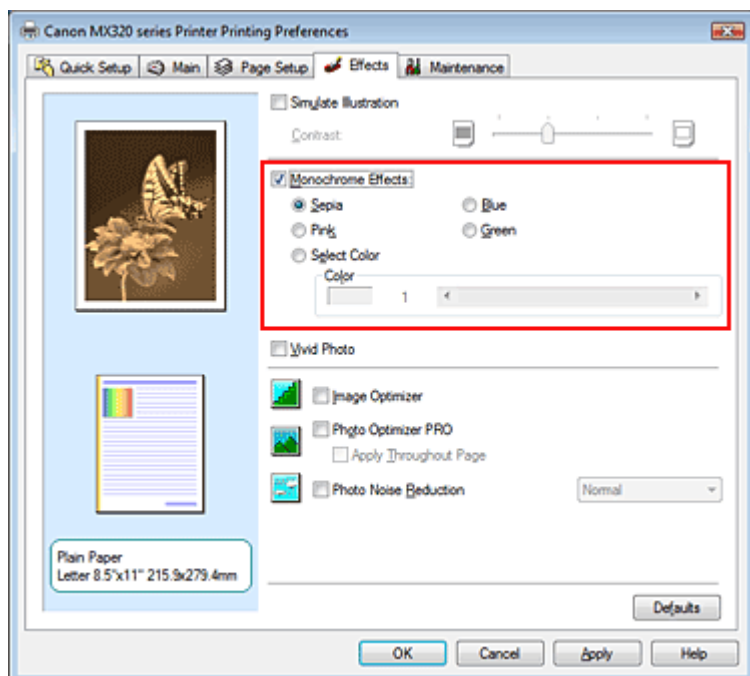 Canon MX320 series Printer Printing Preferences
Quick Setup Main Page Setup Effects Maintenance
Simulate Illustration
Contrast:
Monochrome Effects:
Sepia Blue
Pink Green
Select Color
Color
1
Vivid Photo
Image Optimizer
Photo Optimizer PRO
Apply Throughout Page
Photo Noise Reduction Normal
Plain Paper
Letter 8.5"x11" 215.9x279.4mm
Defaults
OK Cancel Apply Help